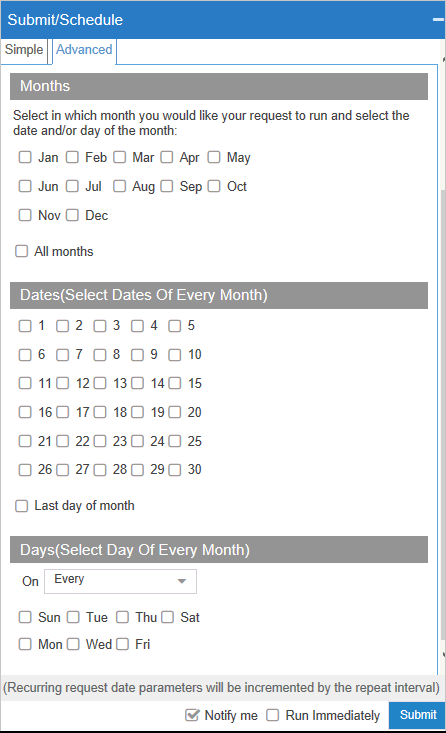 Submit/Schedule
Simple Advanced
Months
Select in which month you would like your request to run and select the
date and/or day of the month:
Jan Feb Mar Apr May
Jun Jul Aug Sep Oct
Nov Dec
All months
Dates(Select Dates Of Every Month)
1 2 3 4 5
6 7 8 9 10
11 12 13 14 15
16 17 18 19 20
21 22 23 24 25
26 27 28 29 30
Last day of month
Days(Select Day Of Every Month)
On Every
Sun Tue Thu Sat
Mon Wed Fri
(Recurring request date parameters will be incremented by the repeat interval)
Notify me Run Immediately Submit